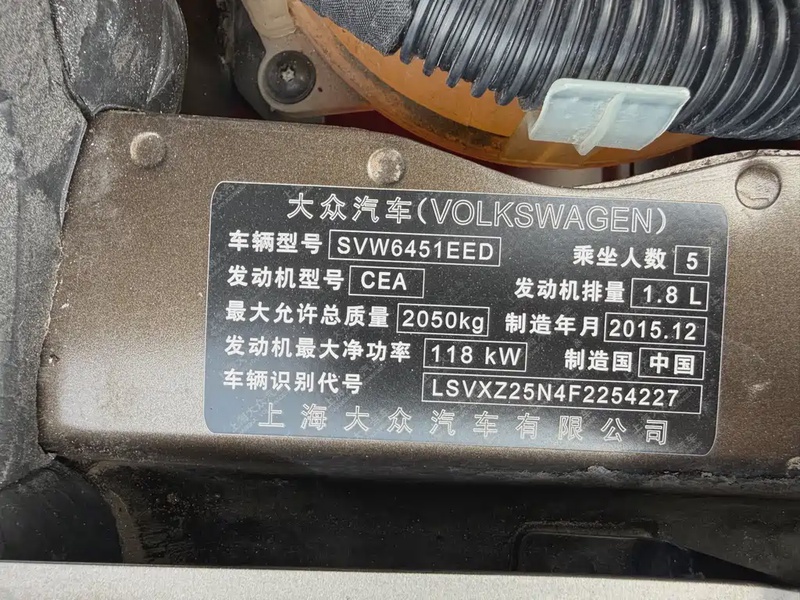 大众汽车(VOLKSWAGEN)
车辆型号 SVW6451EED 乘坐人数 5
发动机型号 CEA 发动机排量 1.8 L
最大允许总质量 2050kg 制造年月 2015.12
发动机最大净功率 118 kW 制造国 中国
车辆识别代号 LSVXZ25N4F2254227
上海大众汽车有限公司